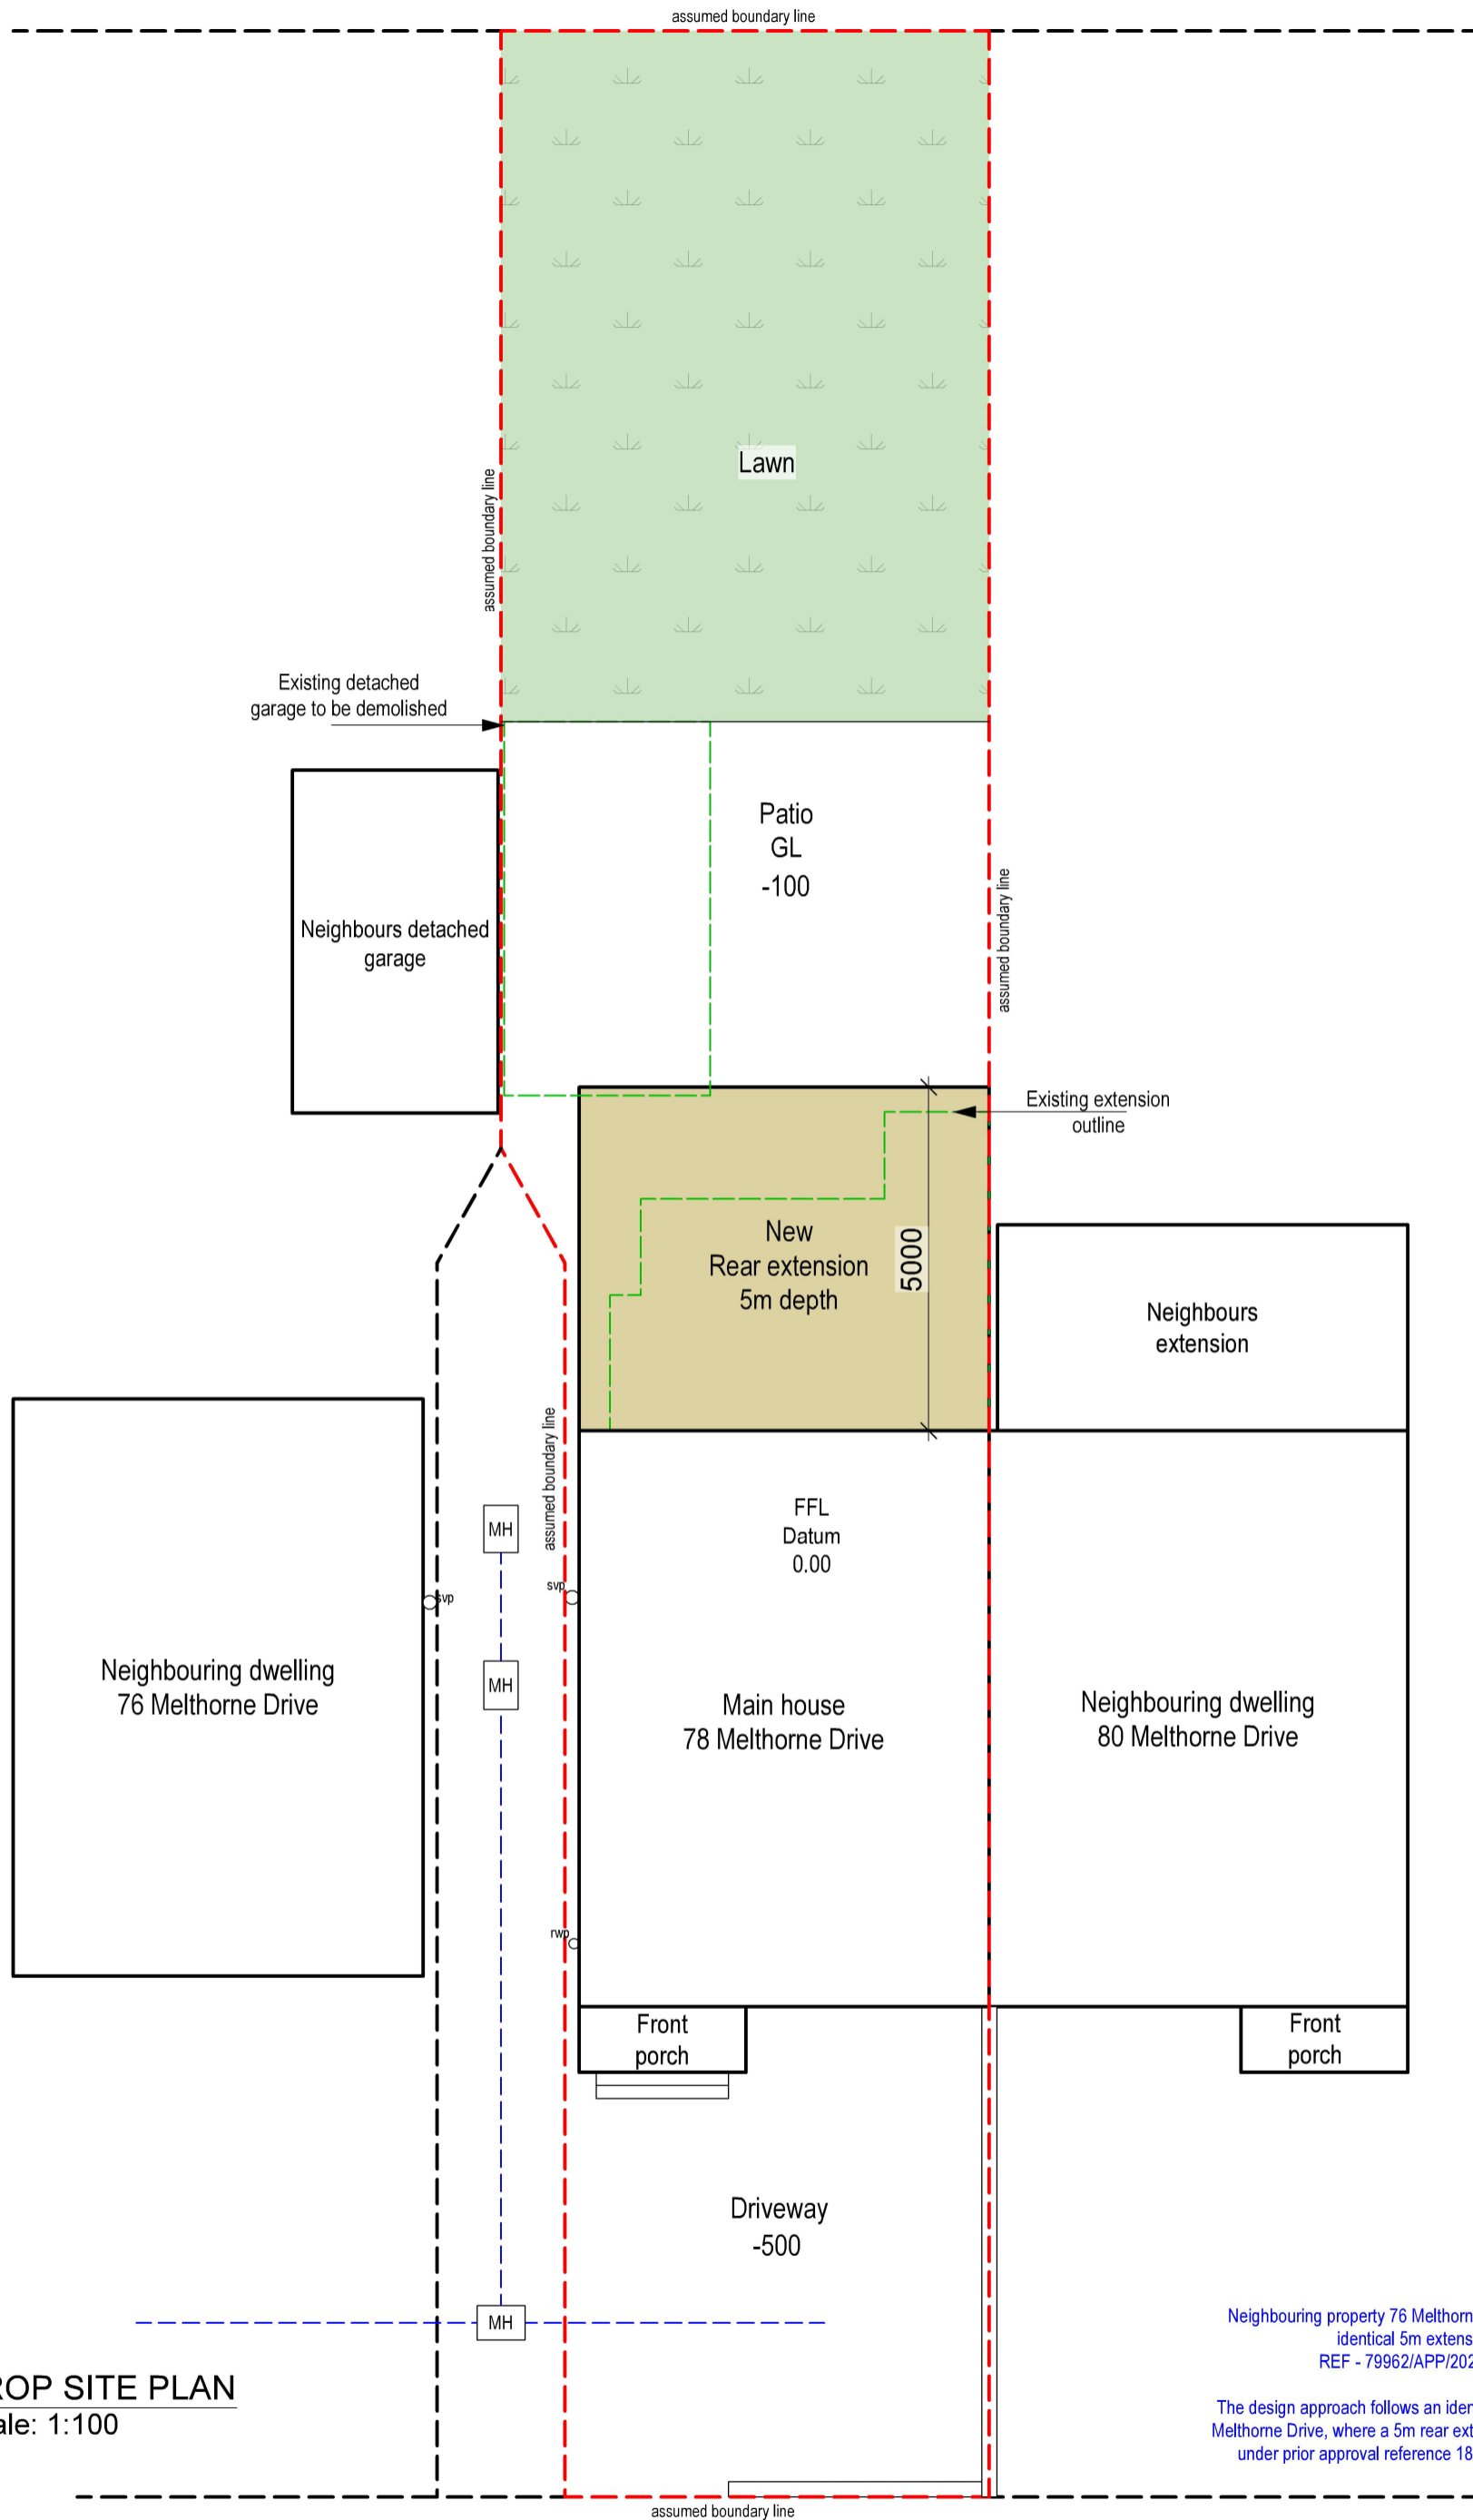 assumed boundary line
Lawn
assumed boundary line
Existing detached
garage to be demolished
Patio
GL
-100
assumed boundary line
Neighbours detached
garage
Existing extension
outline
New
Rear extension
5m depth
5000
Neighbours
extension
assumed boundary line
FFL
Datum
0.00
MH
svp
svp
MH
Neighbouring dwelling
76 Melthorne Drive
Main house
78 Melthorne Drive
Neighbouring dwelling
80 Melthorne Drive
rwp
Front
porch
Front
porch
Driveway
-500
MH
Neighbouring property 76 Melthorn
identical 5m extens
REF - 79962/APP/202
The design approach follows an iden
Melthorne Drive, where a 5m rear ext
under prior approval reference 18
ROP SITE PLAN
ale: 1:100
assumed boundary line